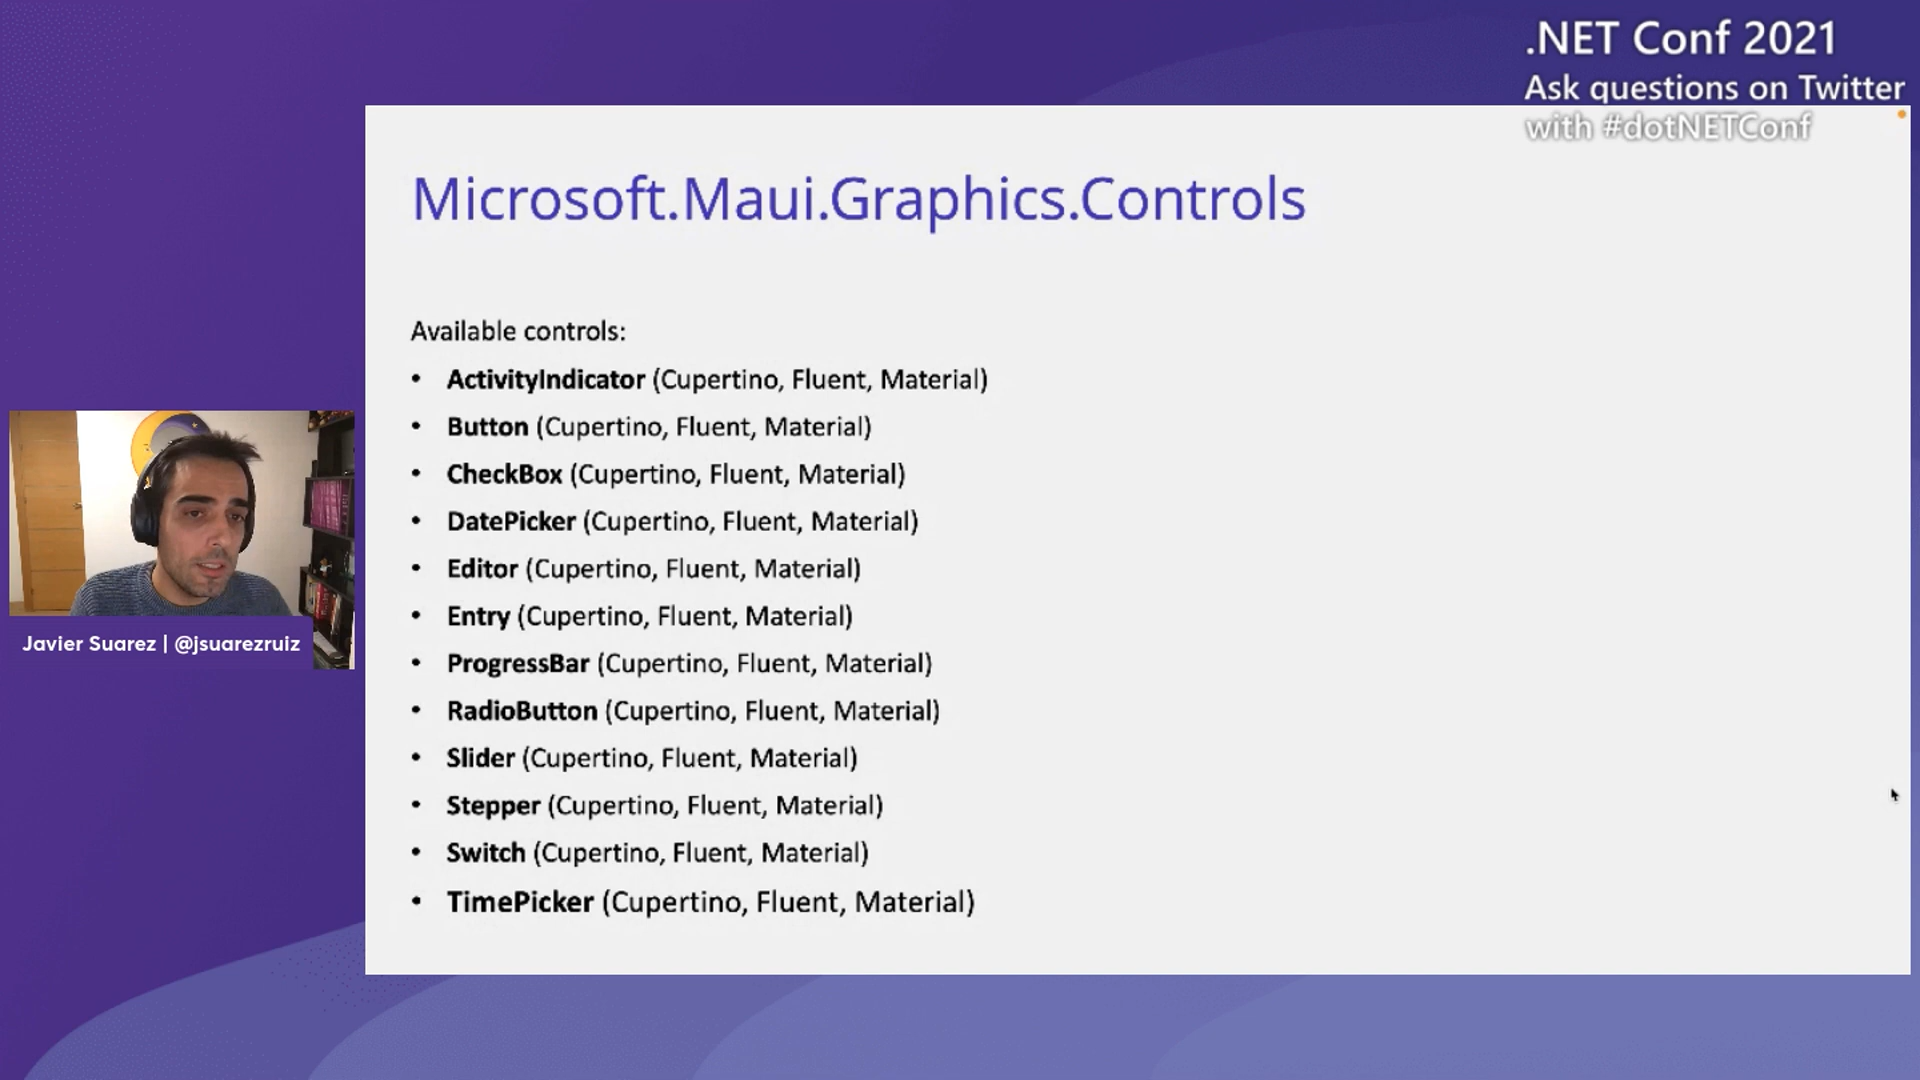 .NET Conf 2021
Ask questions on Twitter
with #dotNETConf
Microsoft.Maui.Graphics.Controls
Available controls:
• ActivityIndicator (Cupertino, Fluent, Material)
• Button (Cupertino, Fluent, Material)
• CheckBox (Cupertino, Fluent, Material)
• DatePicker (Cupertino, Fluent, Material)
• Editor (Cupertino, Fluent, Material)
• Entry (Cupertino, Fluent, Material)
• ProgressBar (Cupertino, Fluent, Material)
• RadioButton (Cupertino, Fluent, Material)
• Slider (Cupertino, Fluent, Material)
• Stepper (Cupertino, Fluent, Material)
• Switch (Cupertino, Fluent, Material)
• TimePicker (Cupertino, Fluent, Material)
Javier Suarez | @jsuarezruiz